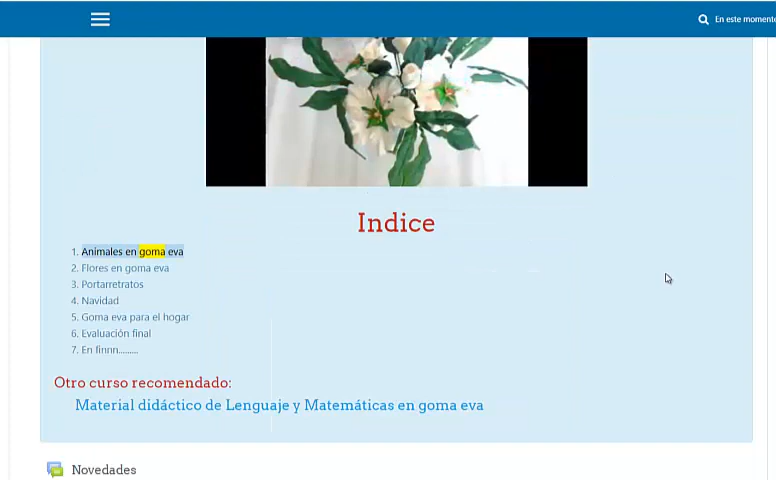 En este momento
Indice
1. Animales en goma eva
2. Flores en goma eva
3. Portarretratos
4. Navidad
5. Goma eva para el hogar
6. Evaluación final
7. En finnn.........
Otro curso recomendado:
Material didáctico de Lenguaje y Matemáticas en goma eva
Novedades